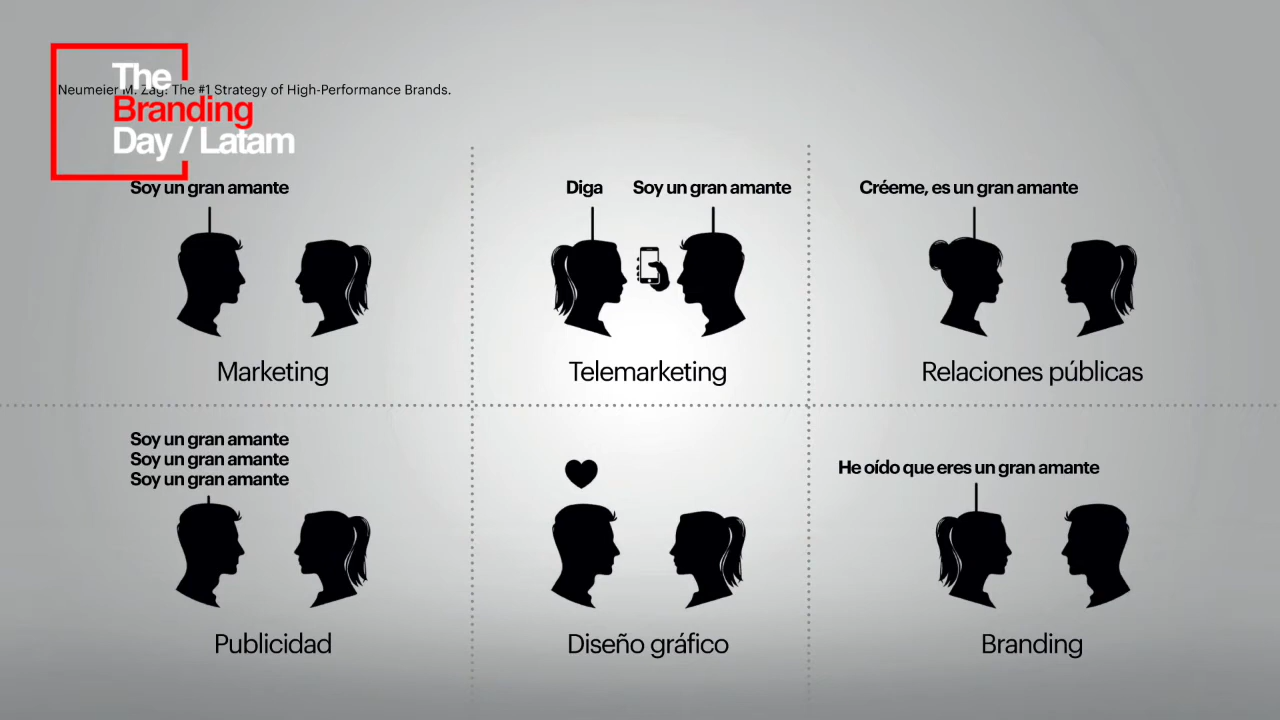 The
Branding
Day / Latam
Neumeier M. Zag: The #1 Strategy of High-Performance Brands.
Soy un gran amante
Marketing
Diga
Soy un gran amante
Telemarketing
Créeme, es un gran amante
Relaciones públicas
Soy un gran amante
Soy un gran amante
Soy un gran amante
Publicidad
Diseño gráfico
He oído que eres un gran amante
Branding